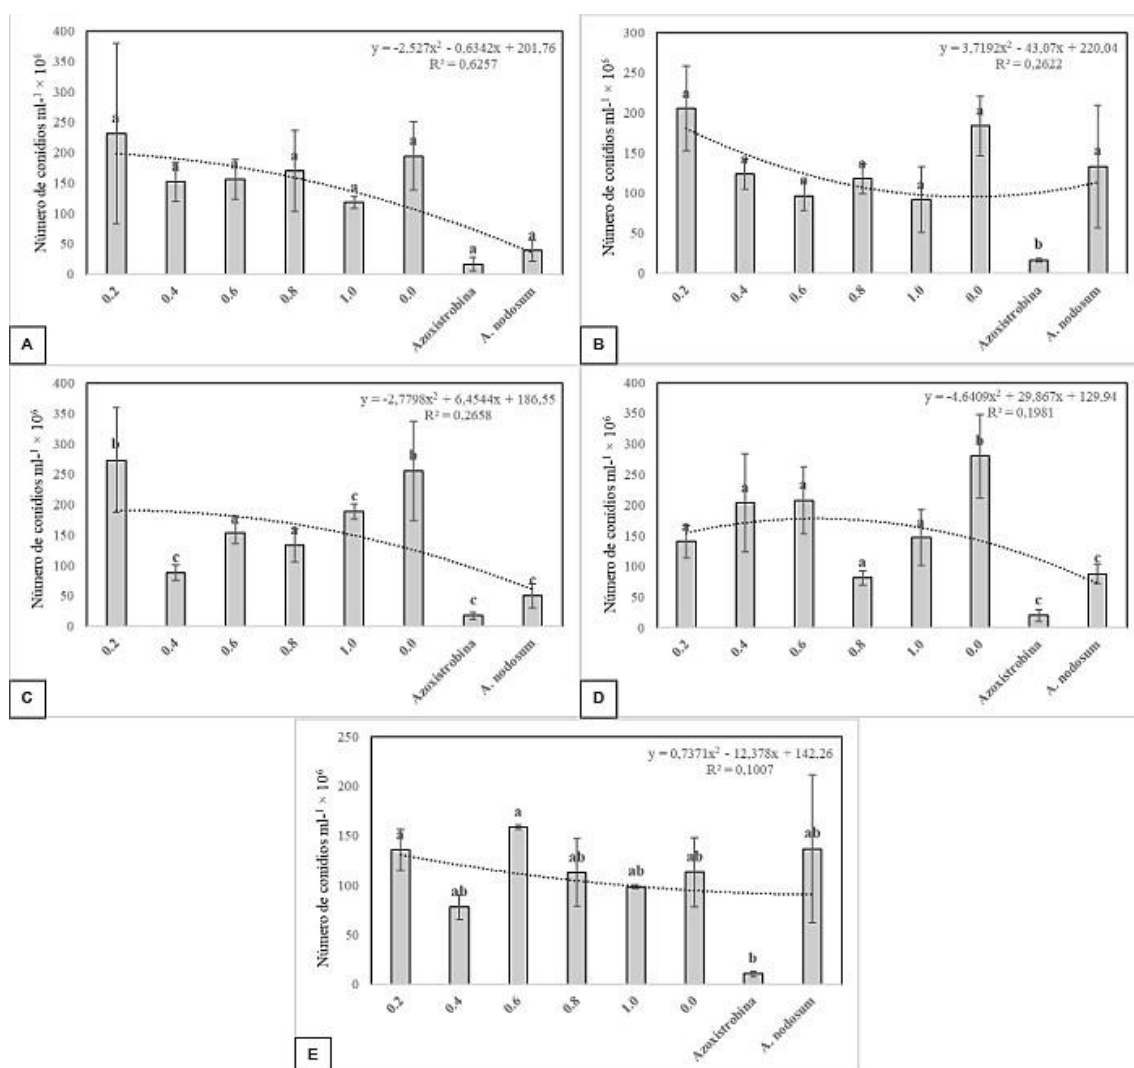 Número de conidios ml-¹ × 10⁶
400
350
300
250
200
150
100
50
0
y = -2.527x² - 0.6342x + 201,76
R² = 0,6257
a
a
a
a
a
a
a
a
0.2
0.4
0.6
0.8
1.0
0.0
Azoxistrobina
A. nodosum
A
Número de conidios ml-¹ × 10⁶
300
250
200
150
100
50
0
y = 3,7192x² - 43,07x + 220,04
R² = 0,2622
a
a
a
a
a
a
b
a
0.2
0.4
0.6
0.8
1.0
0.0
Azoxistrobina
A. nodosum
B
Número de conidios ml-¹ × 10⁶
400
350
300
250
200
150
100
50
0
y = -2,7798x² + 6,4544x + 186,55
R² = 0,2658
b
c
a
a
c
b
c
c
0.2
0.4
0.6
0.8
1.0
0.0
Azoxistrobina
A. nodosum
C
Número de conidios ml-¹ × 10⁶
400
350
300
250
200
150
100
50
0
y = -4,6409x² + 29,867x + 129,94
R² = 0,1981
a
a
a
a
a
b
c
c
0.2
0.4
0.6
0.8
1.0
0.0
Azoxistrobina
A. nodosum
D
Número de conidios ml-¹ × 10⁶
250
200
150
100
50
0
y = 0,7371x² - 12,378x + 142,26
R² = 0,1007
a
ab
a
ab
ab
ab
b
ab
0.2
0.4
0.6
0.8
1.0
0.0
Azoxistrobina
A. nodosum
E